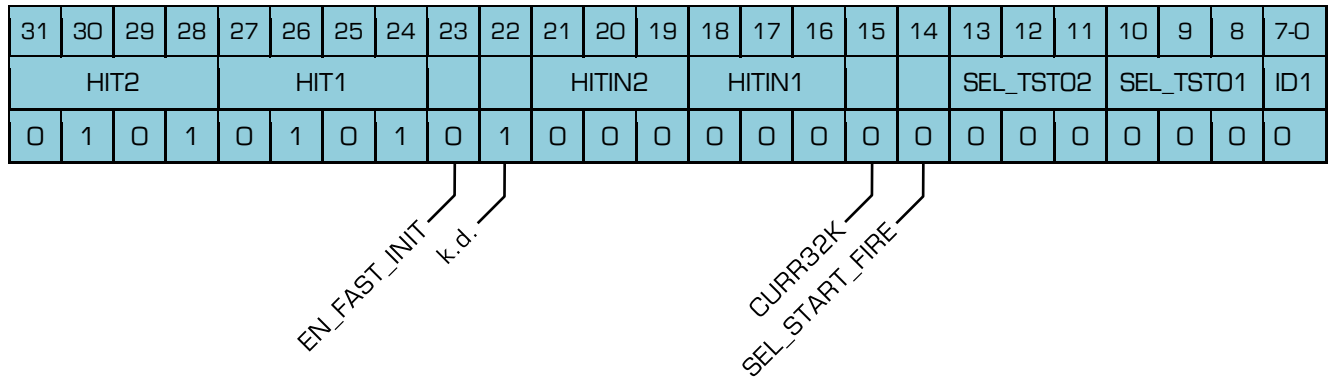 31 30 29 28 27 26 25 24 23 22 21 20 19 18 17 16 15 14 13 12 11 10 9 8 7-0
HIT2 HIT1 HITIN2 HITIN1 SEL_TSTO2 SEL_TSTO1 ID1
0 1 0 1 0 1 0 1 0 1 0 0 0 0 0 0 0 0 0 0 0 0 0 0 0
EN_FAST_INIT
k.d.
CURR32K
SEL_START_FIRE